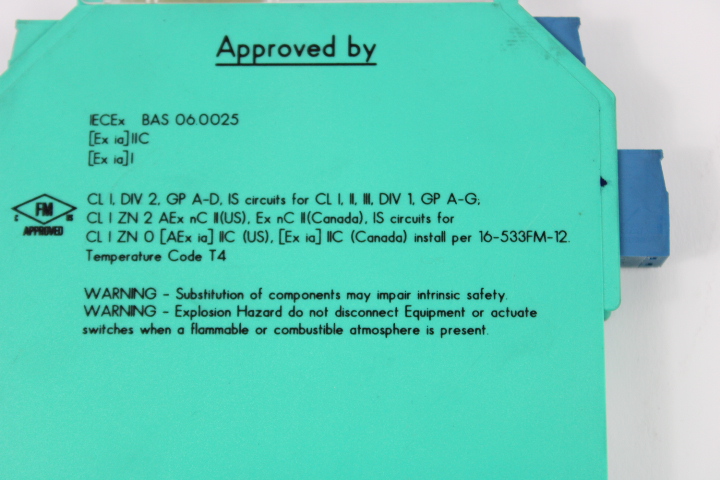 Approved by
IECEx BAS 06.0025
[Ex ia]IIC
[Ex ia]I
CL I, DIV 2, GP A-D, IS circuits for CL I, II, III, DIV 1, GP A-G;
CL I ZN 2 AEx nC II(US), Ex nC II(Canada), IS circuits for
CL I ZN 0 [AEx ia] IIC (US), [Ex ia] IIC (Canada) install per 16-533FM-12.
Temperature Code T4
C FM US
APPROVED
WARNING - Substitution of components may impair intrinsic safety.
WARNING - Explosion Hazard do not disconnect Equipment or actuate
switches when a flammable or combustible atmosphere is present.